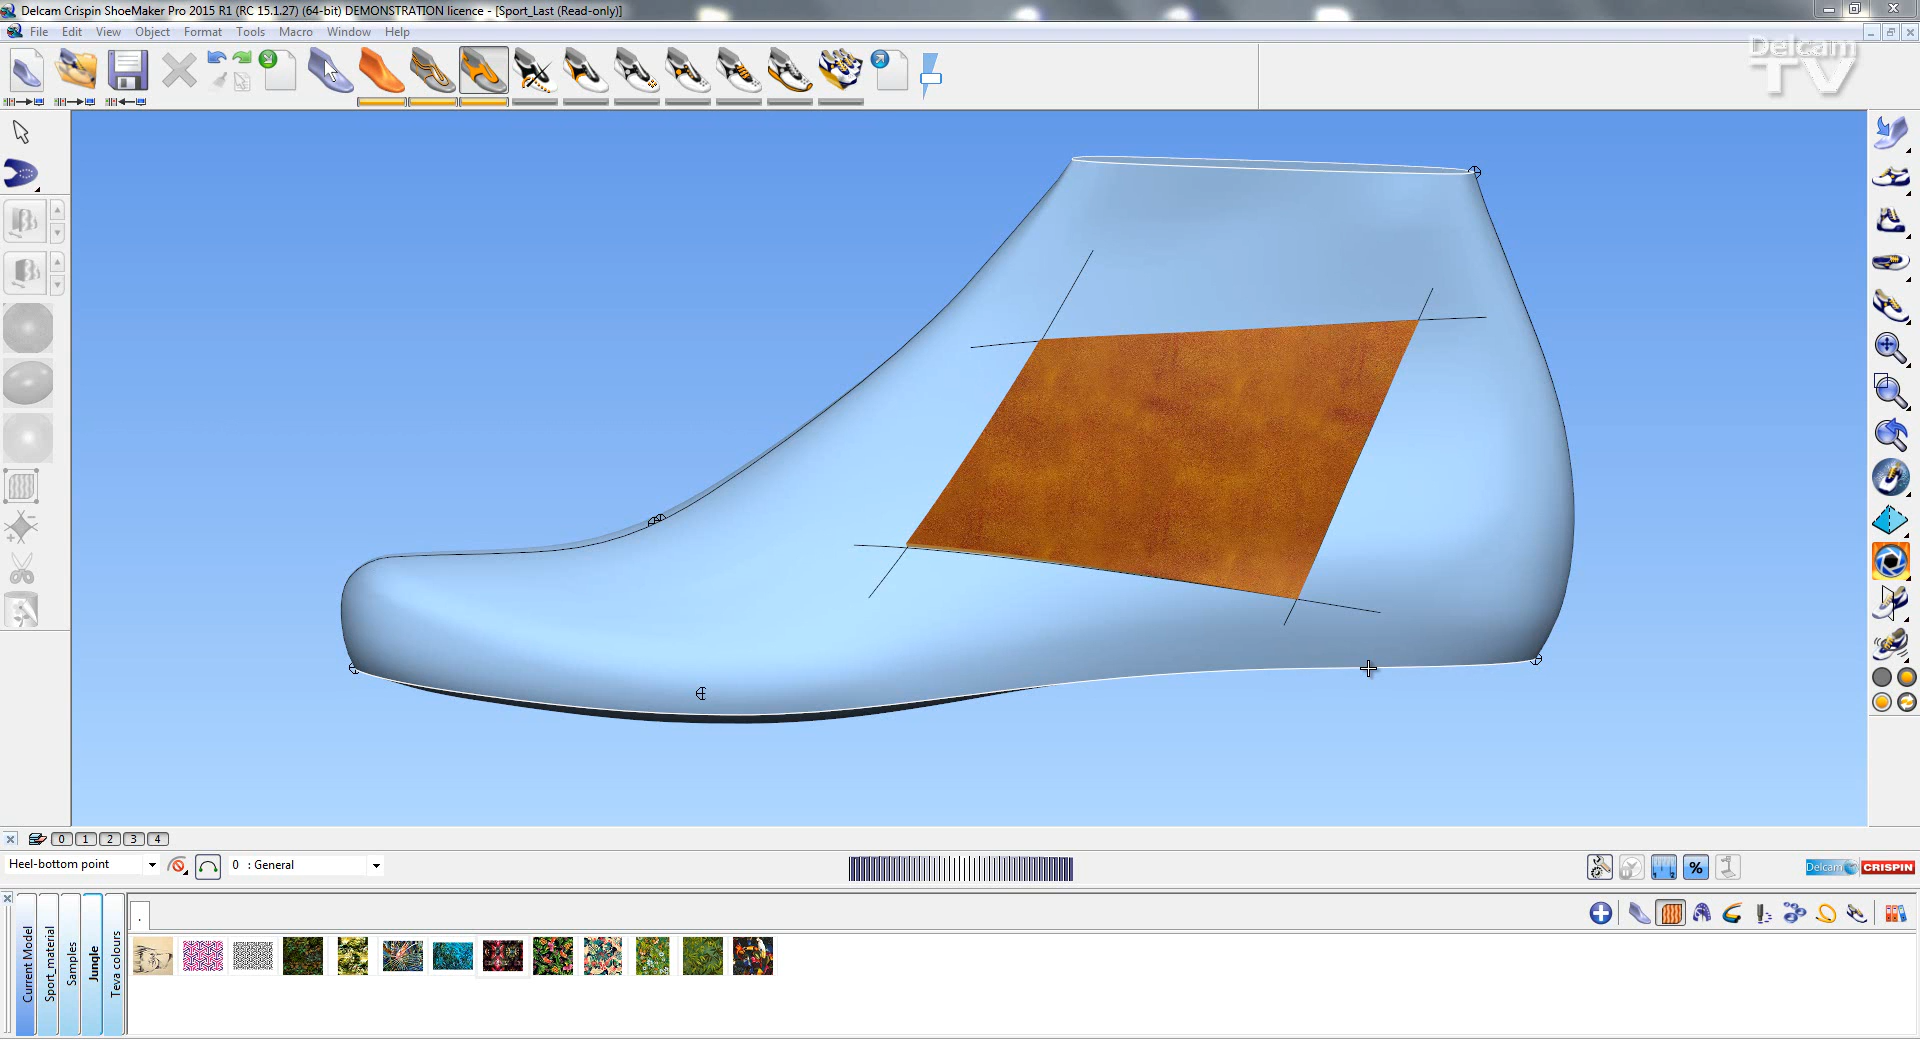 Delcam Crispin ShoeMaker Pro 2015 R1 (RC 15.1.27) (64-bit) DEMONSTRATION licence - [Sport_Last (Read-only)]
File Edit View Object Format Tools Macro Window Help
Delcam
TV
0 1 2 3 4
Heel-bottom point
0 : General
%
Delcam CRISPIN
Current Model
Sport_material
Samples
Jungle
Teva colours
.